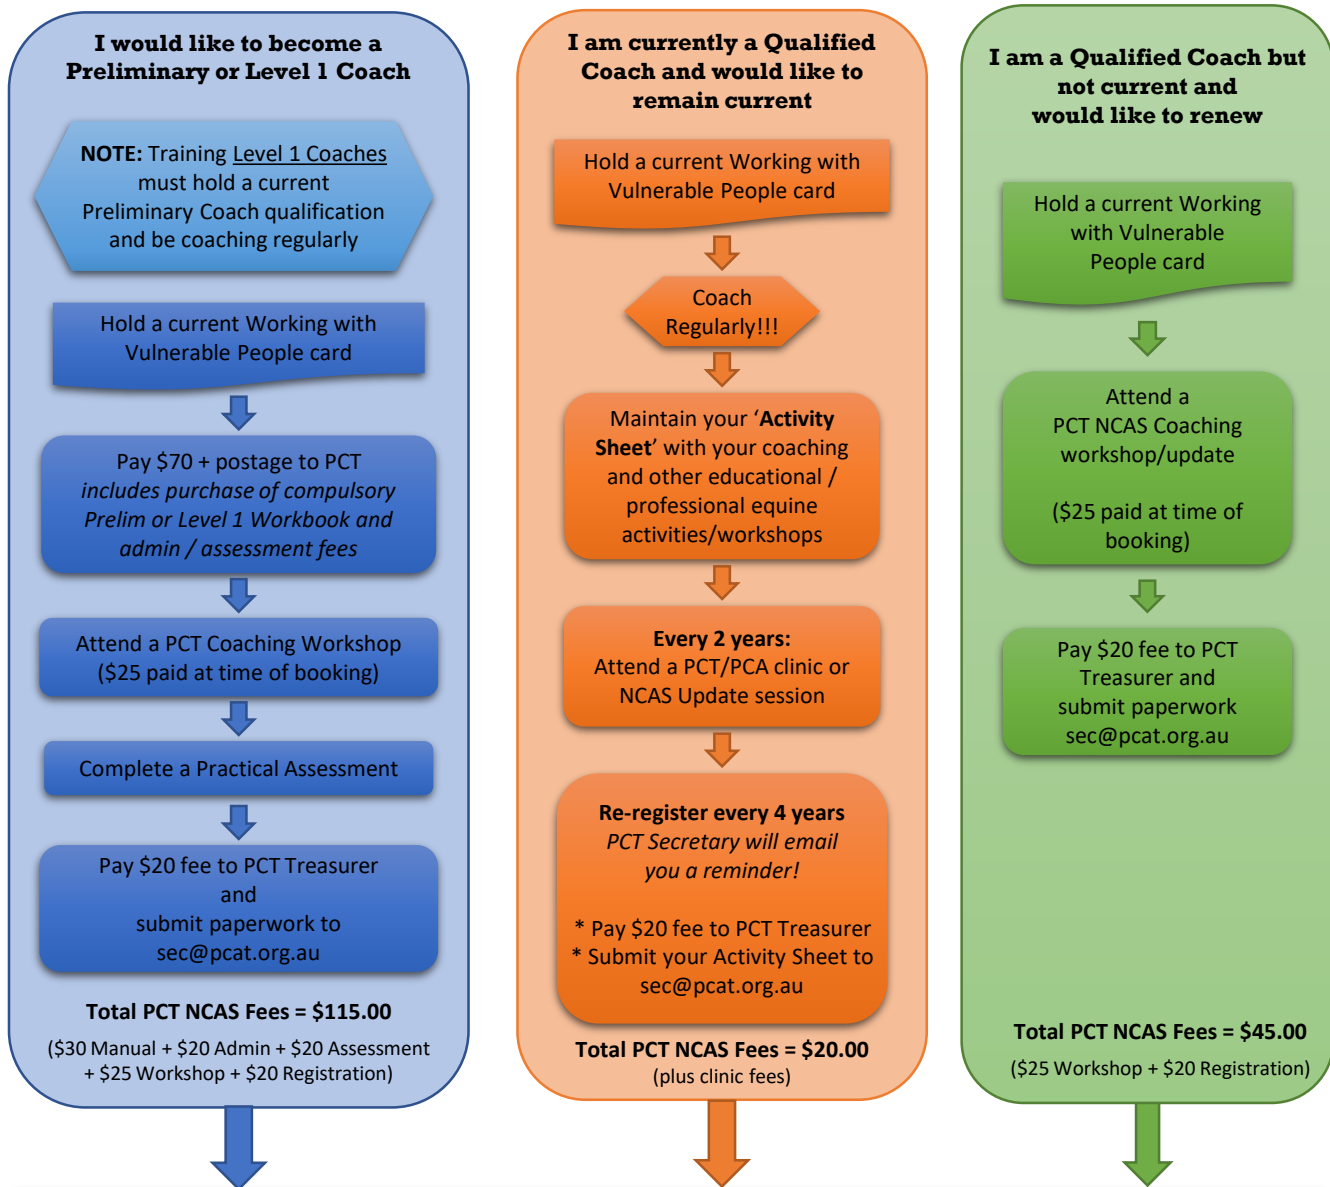 I would like to become a
Preliminary or Level 1 Coach
NOTE: Training Level 1 Coaches
must hold a current
Preliminary Coach qualification
and be coaching regularly
Hold a current Working with
Vulnerable People card
Pay $70 + postage to PCT
includes purchase of compulsory
Prelim or Level 1 Workbook and
admin / assessment fees
Attend a PCT Coaching Workshop
($25 paid at time of booking)
Complete a Practical Assessment
Pay $20 fee to PCT Treasurer
and
submit paperwork to
sec@pcat.org.au
Total PCT NCAS Fees = $115.00
($30 Manual + $20 Admin + $20 Assessment
+ $25 Workshop + $20 Registration)
I am currently a Qualified
Coach and would like to
remain current
Hold a current Working with
Vulnerable People card
Coach
Regularly!!!
Maintain your ‘Activity
Sheet’ with your coaching
and other educational /
professional equine
activities/workshops
Every 2 years:
Attend a PCT/PCA clinic or
NCAS Update session
Re-register every 4 years
PCT Secretary will email
you a reminder!
* Pay $20 fee to PCT Treasurer
* Submit your Activity Sheet to
sec@pcat.org.au
Total PCT NCAS Fees = $20.00
(plus clinic fees)
I am a Qualified Coach but
not current and
would like to renew
Hold a current Working
with Vulnerable
People card
Attend a
PCT NCAS Coaching
workshop/update
($25 paid at time of
booking)
Pay $20 fee to PCT
Treasurer and
submit paperwork
sec@pcat.org.au
Total PCT NCAS Fees = $45.00
($25 Workshop + $20 Registration)